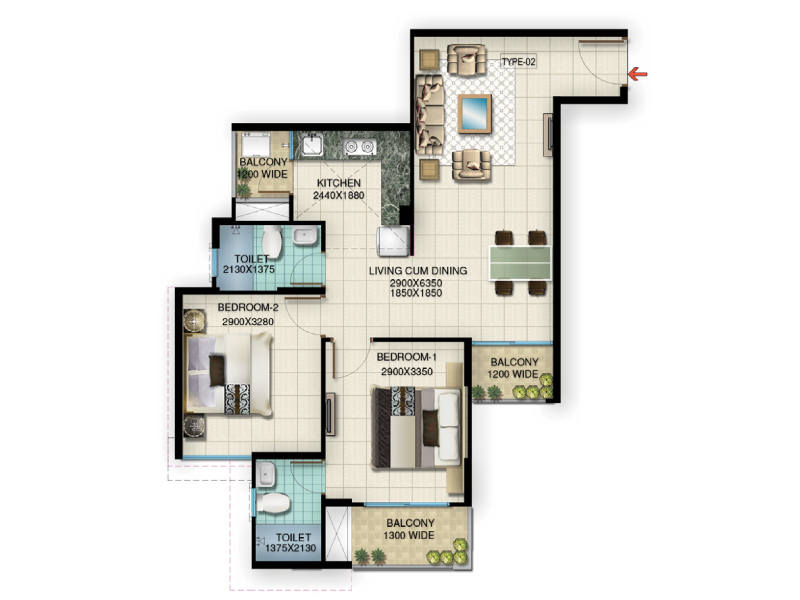 TYPE-02
BALCONY
1200 WIDE
KITCHEN
2440X1880
TOILET
2130X1375
LIVING CUM DINING
2900X6350
1850X1850
BEDROOM-2
2900X3280
BEDROOM-1
2900X3350
BALCONY
1200 WIDE
TOILET
1375X2130
BALCONY
1300 WIDE